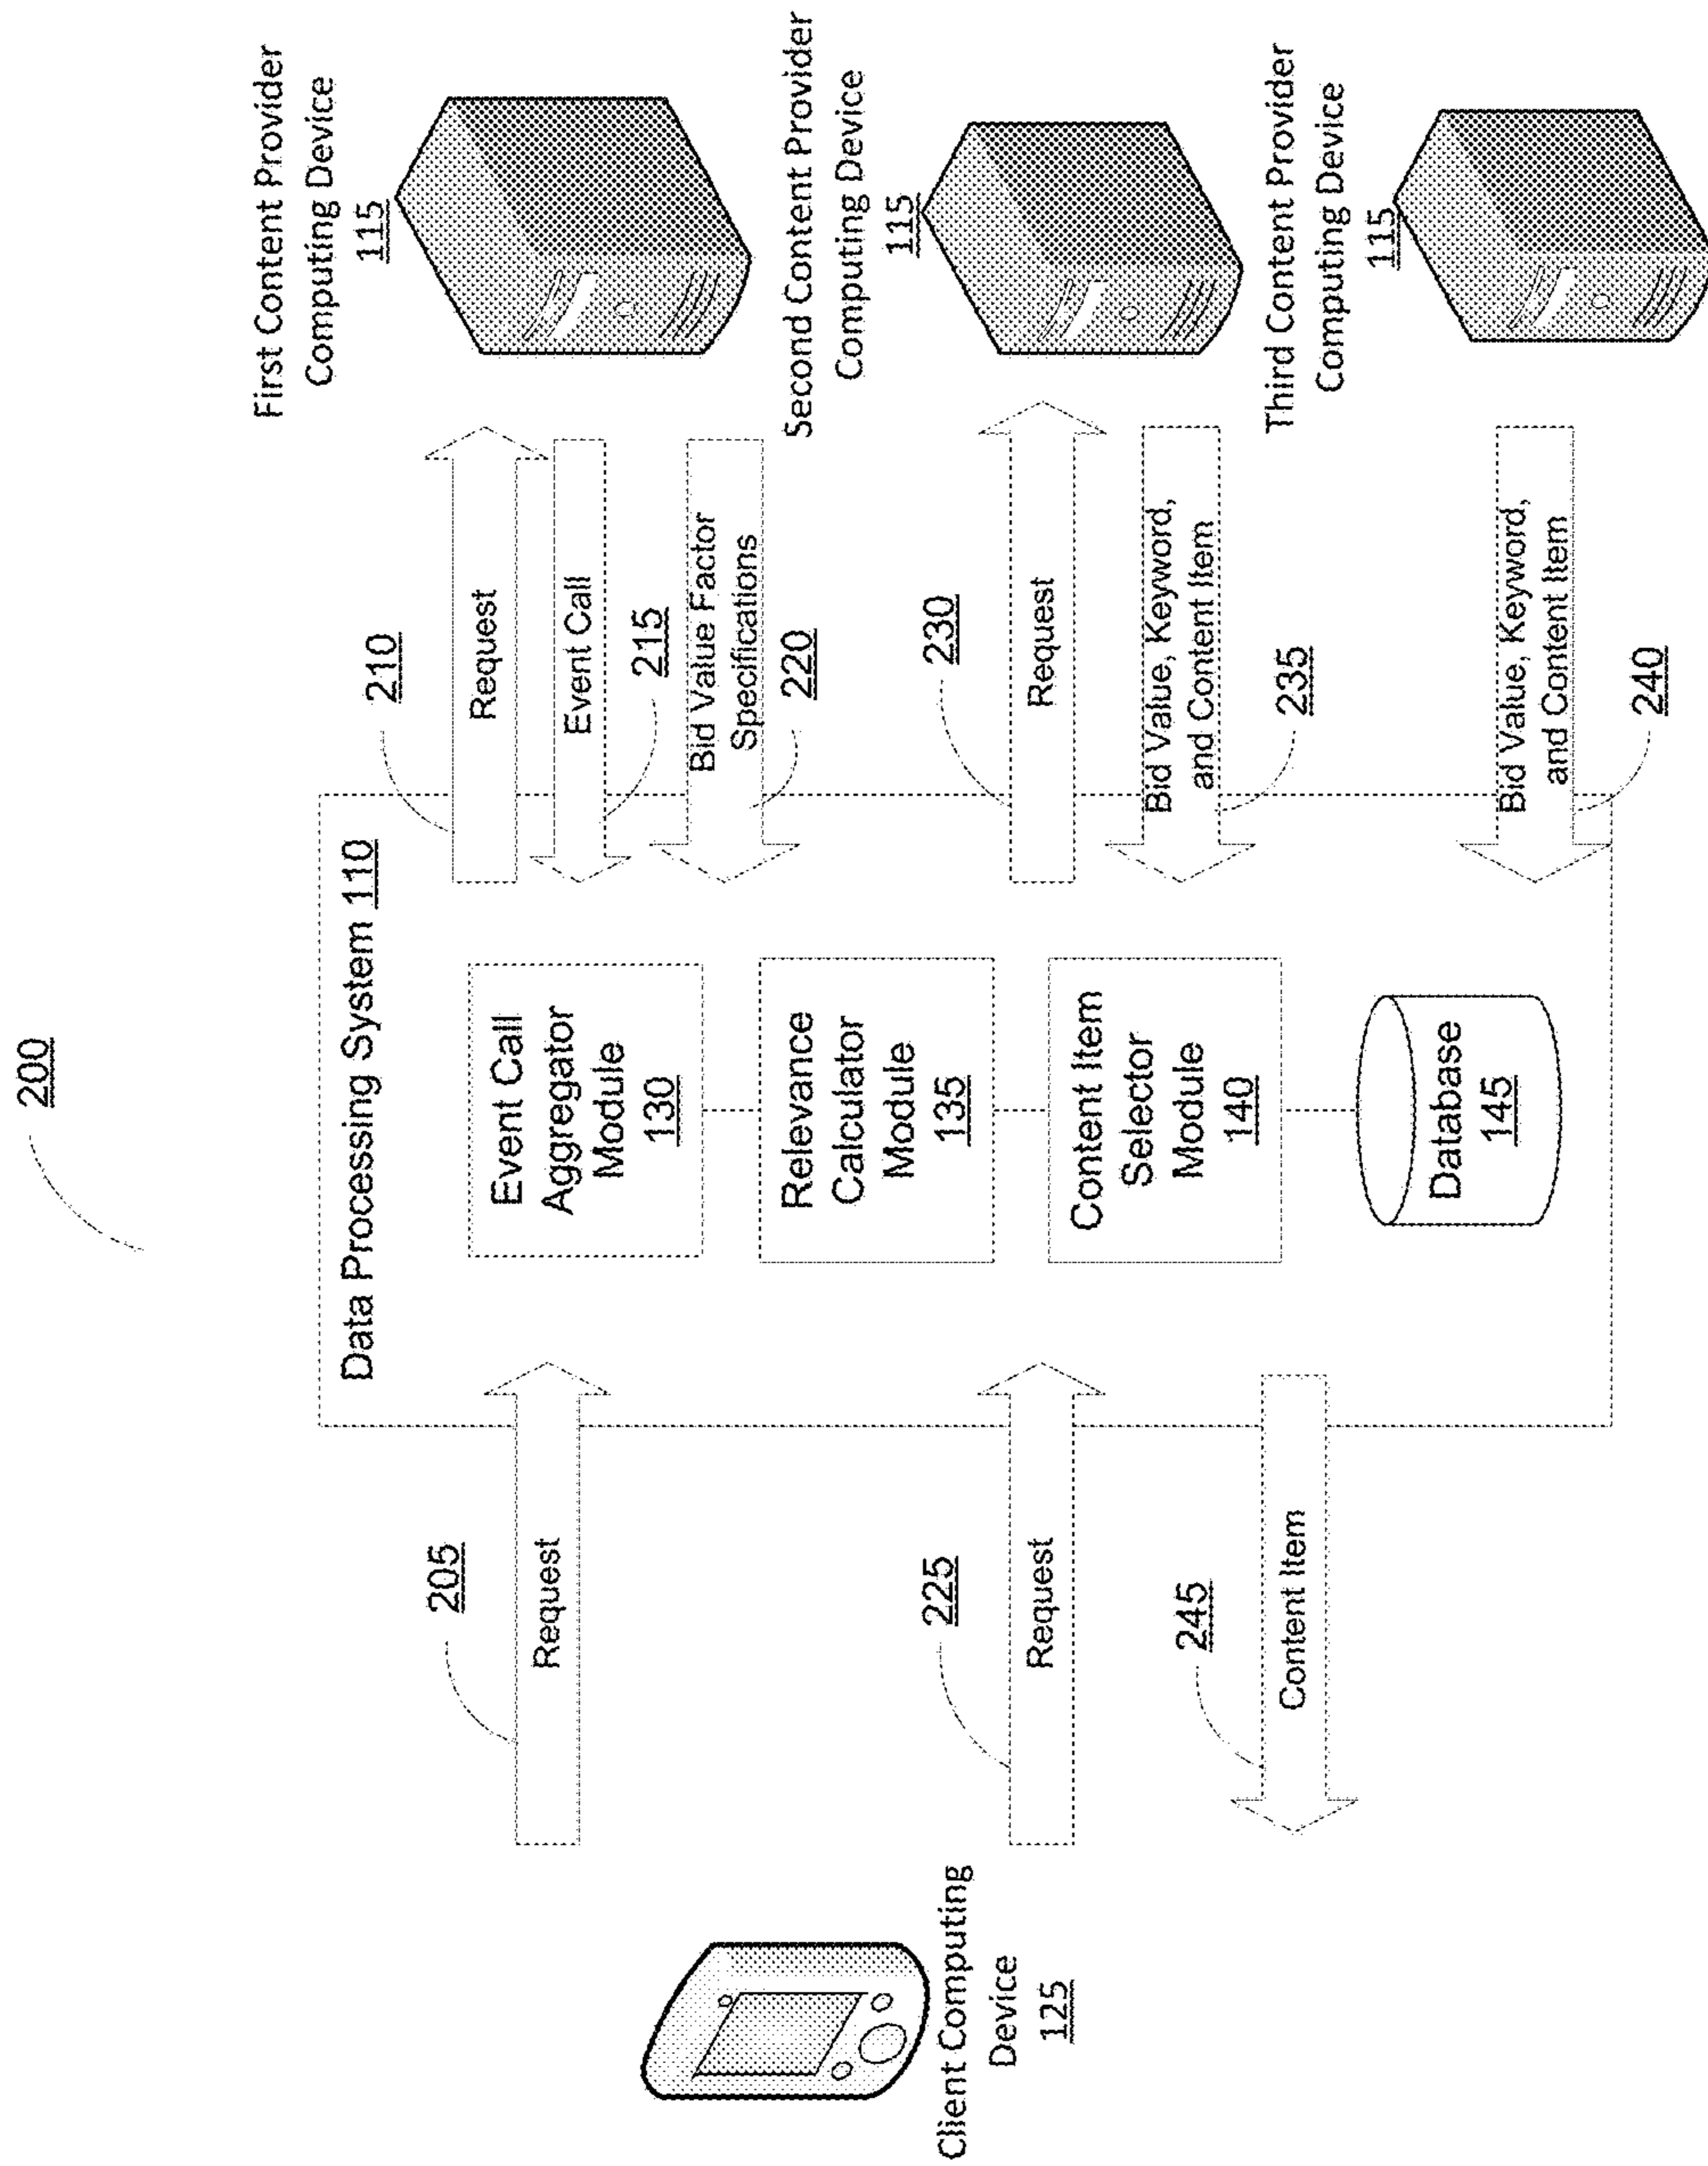 200
Data Processing System 110
Event Call
Aggregator
Module
130
Relevance
Calculator
Module
135
Content Item
Selector
Module
140
Database
145
Client Computing
Device
125
205
Request
225
Request
245
Content Item
210
Request
Event Call
215
Bid Value Factor
Specifications
220
230
Request
Bid Value, Keyword,
and Content Item
235
Bid Value, Keyword,
and Content Item
240
First Content Provider
Computing Device
115
Second Content Provider
Computing Device
115
Third Content Provider
Computing Device
115